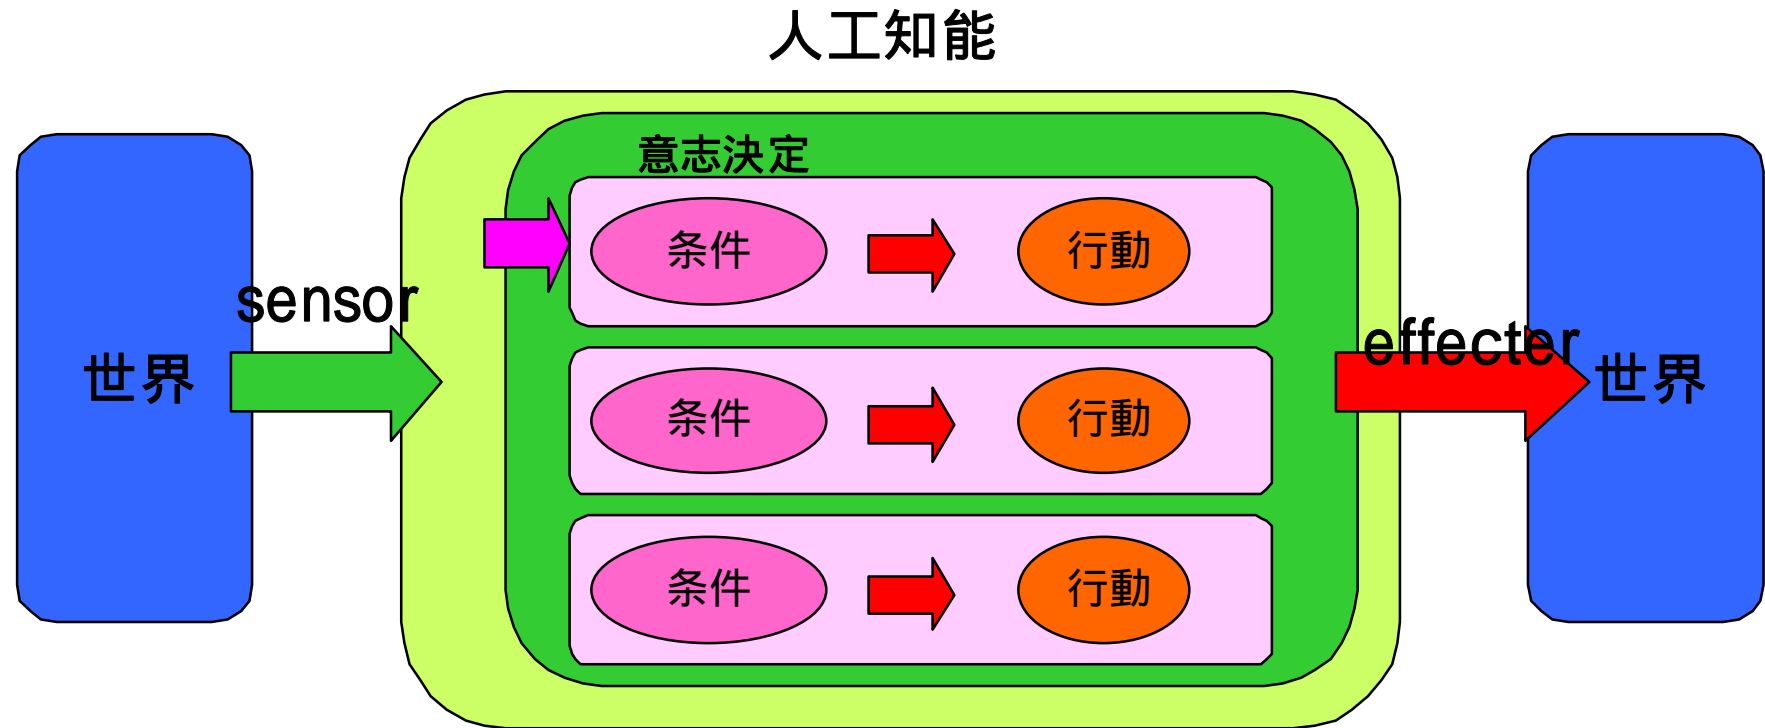 人工知能
意志決定
条件
行動
sensor
effecter
世界
条件
行動
世界
条件
行動